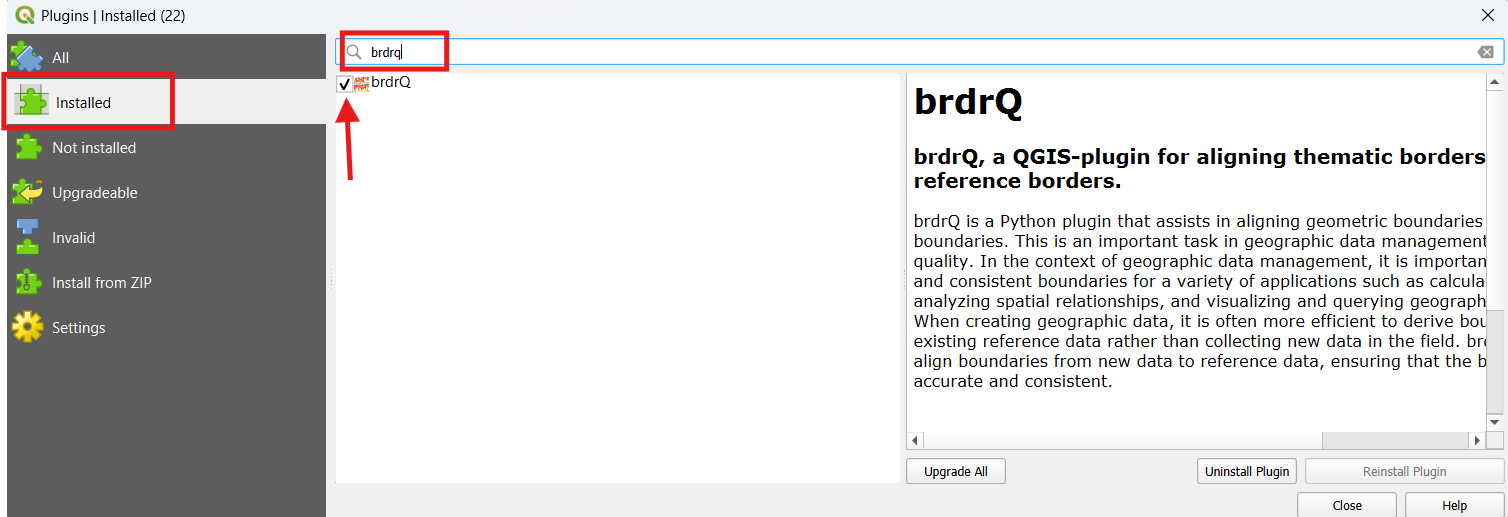 Plugins | Installed (22)
All
Installed
Not installed
Upgradeable
Invalid
Install from ZIP
Settings
brdrq
brdrQ
brdrQ
brdrQ, a QGIS-plugin for aligning thematic borders
reference borders.
brdrQ is a Python plugin that assists in aligning geometric boundaries
boundaries. This is an important task in geographic data management
quality. In the context of geographic data management, it is importan
and consistent boundaries for a variety of applications such as calcula
analyzing spatial relationships, and visualizing and querying geograph
When creating geographic data, it is often more efficient to derive bou
existing reference data rather than collecting new data in the field. br
align boundaries from new data to reference data, ensuring that the b
accurate and consistent.
Upgrade All
Uninstall Plugin
Reinstall Plugin
Close
Help